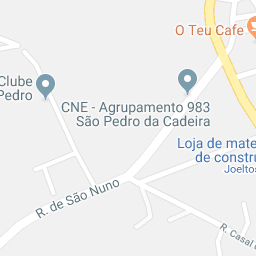 O Teu Cafe
Clube
Pedro
CNE - Agrupamento 983
São Pedro da Cadeira
Loja de mate
de constru
Joelto
R. de São Nuno
R. Casal d